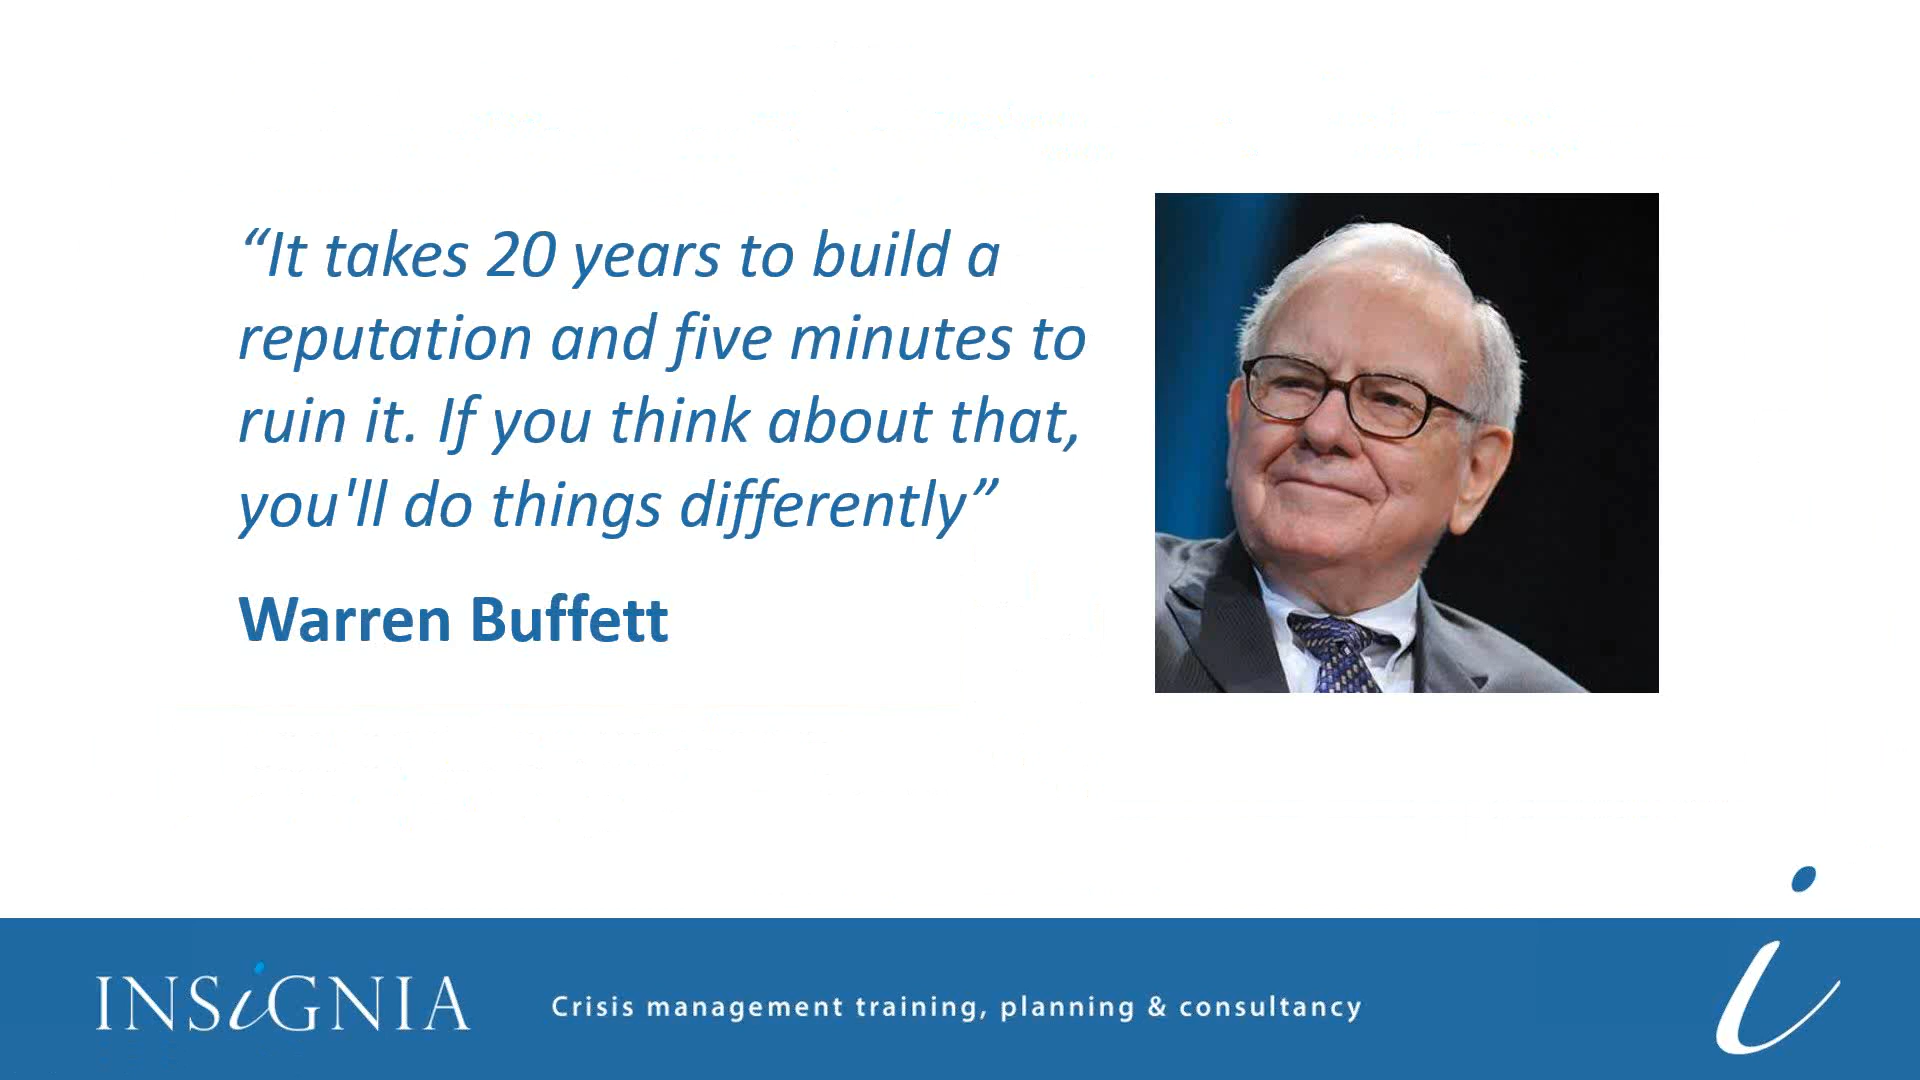 “It takes 20 years to build a
reputation and five minutes to
ruin it. If you think about that,
you'll do things differently”
Warren Buffett
INSiGNIA
Crisis management training, planning & consultancy
i